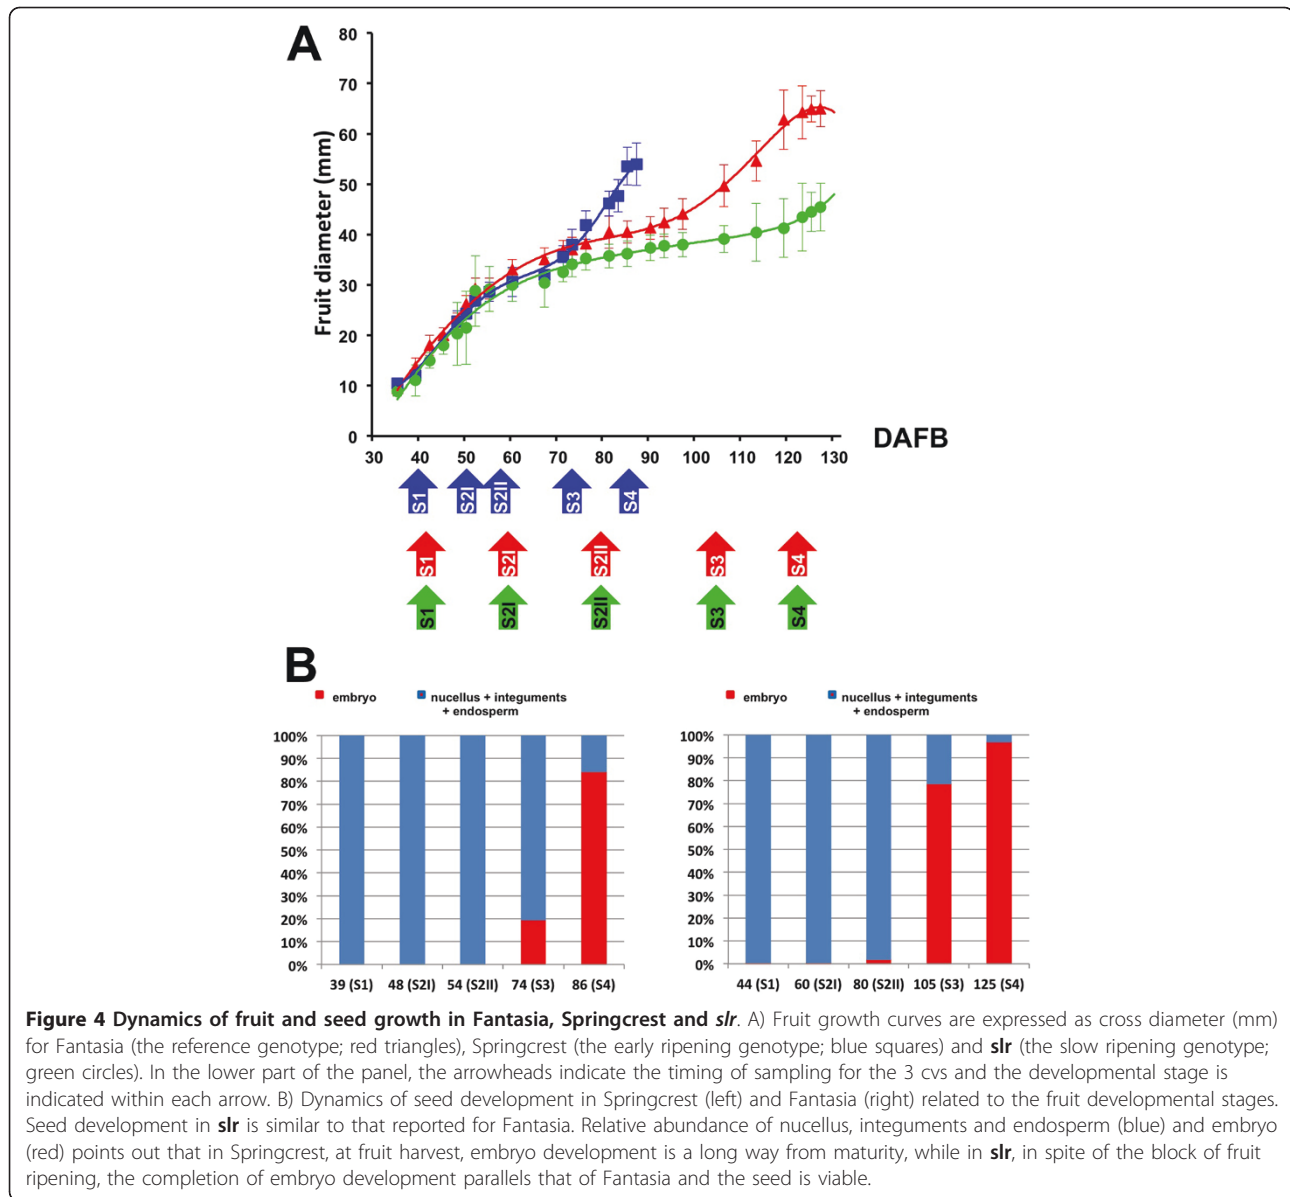 A
80
70
60
50
40
30
20
10
0
Fruit diameter (mm)
30 40 50 60 70 80 90 100 110 120 130
DAFB
S1 S2I S2II S3 S4
S1 S2I S2II S3 S4
S1 S2I S2II S3 S4
B
embryo nucellus + integuments
+ endosperm
100%
90%
80%
70%
60%
50%
40%
30%
20%
10%
0%
39 (S1) 48 (S2I) 54 (S2II) 74 (S3) 86 (S4)
embryo nucellus + integuments
+ endosperm
100%
90%
80%
70%
60%
50%
40%
30%
20%
10%
0%
44 (S1) 60 (S2I) 80 (S2II) 105 (S3) 125 (S4)
Figure 4 Dynamics of fruit and seed growth in Fantasia, Springcrest and slr. A) Fruit growth curves are expressed as cross diameter (mm)
for Fantasia (the reference genotype; red triangles), Springcrest (the early ripening genotype; blue squares) and slr (the slow ripening genotype;
green circles). In the lower part of the panel, the arrowheads indicate the timing of sampling for the 3 cvs and the developmental stage is
indicated within each arrow. B) Dynamics of seed development in Springcrest (left) and Fantasia (right) related to the fruit developmental stages.
Seed development in slr is similar to that reported for Fantasia. Relative abundance of nucellus, integuments and endosperm (blue) and embryo
(red) points out that in Springcrest, at fruit harvest, embryo development is a long way from maturity, while in slr, in spite of the block of fruit
ripening, the completion of embryo development parallels that of Fantasia and the seed is viable.